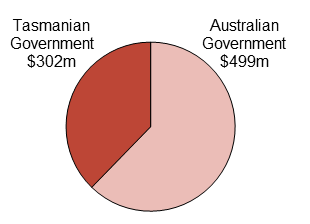 Tasmanian
Government
$302m
Australian
Government
$499m